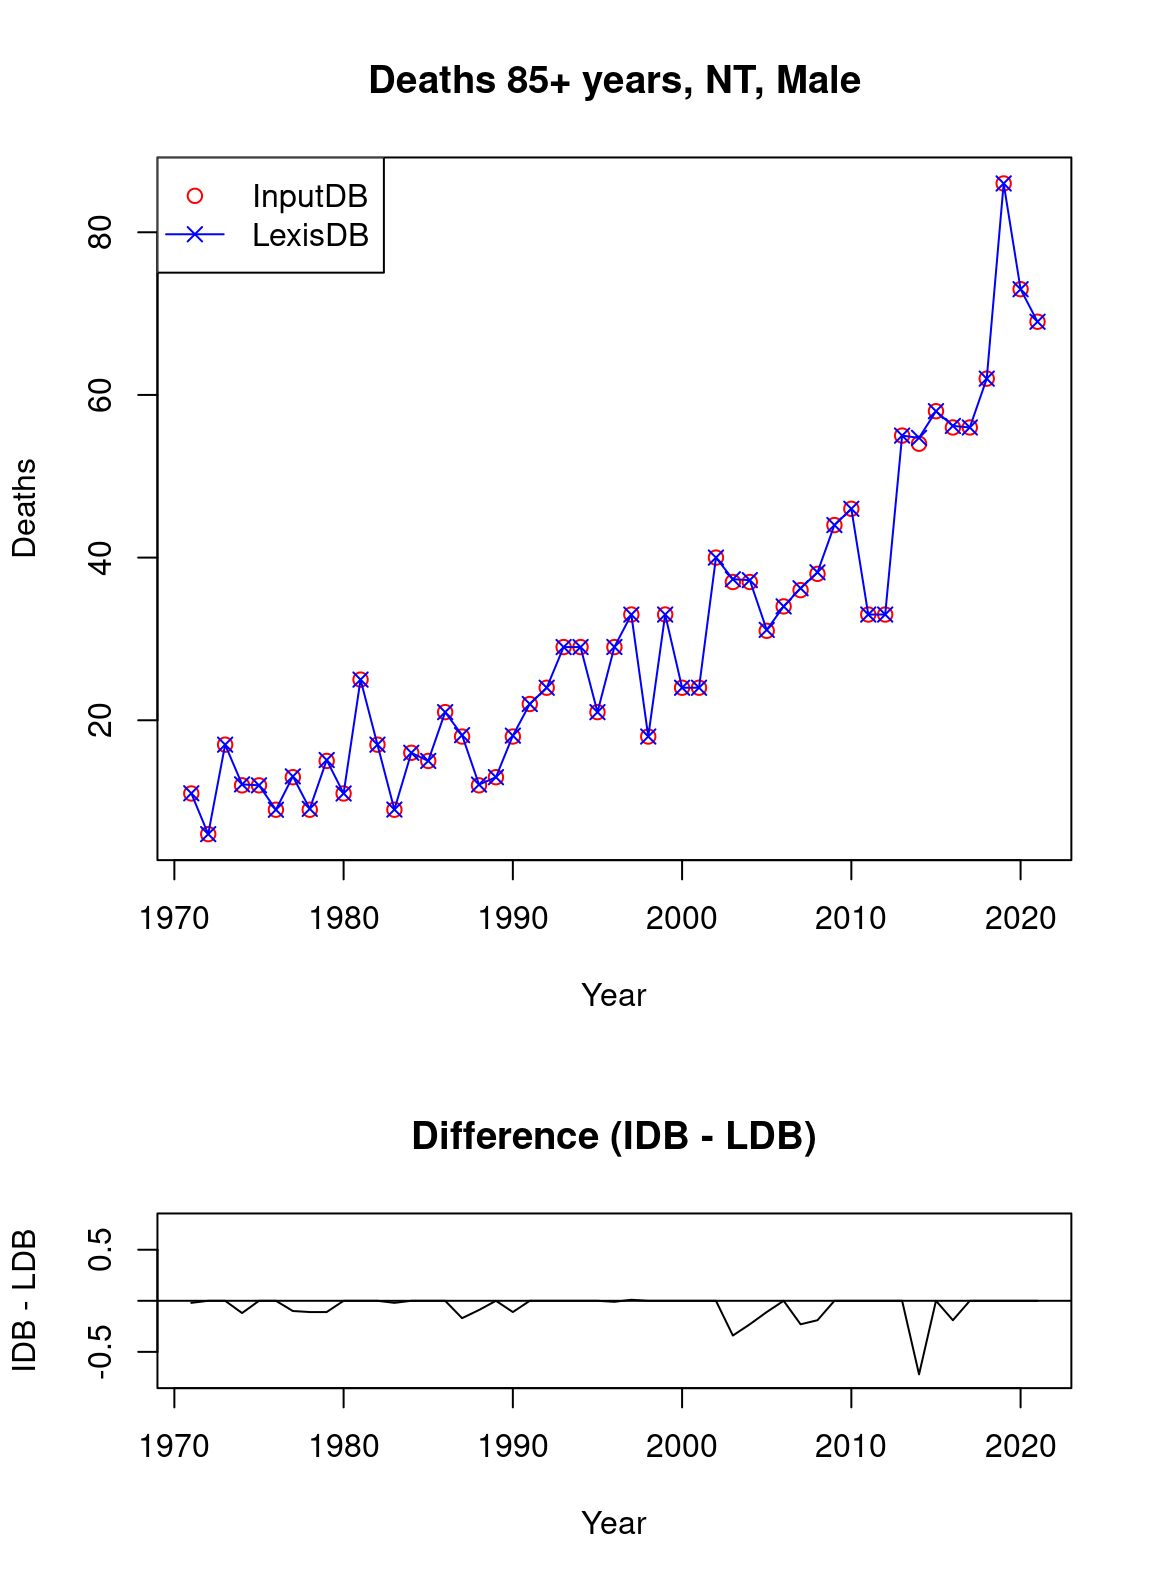 Deaths 85+ years, NT, Male
InputDB
LexisDB
Deaths
80
60
40
20
1970 1980 1990 2000 2010 2020
Year
Difference (IDB - LDB)
IDB - LDB
0.5
-0.5
1970 1980 1990 2000 2010 2020
Year